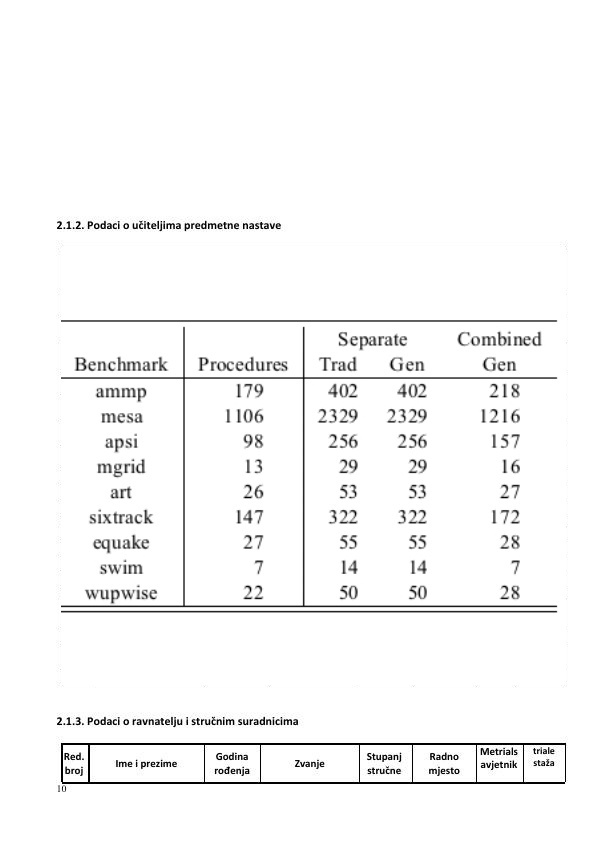 2.1.2. Podaci o učiteljima predmetne nastave
Separate Combined
Benchmark Procedures Trad Gen Gen
ammp 179 402 402 218
mesa 1106 2329 2329 1216
apsi 98 256 256 157
mgrid 13 29 29 16
art 26 53 53 27
sixtrack 147 322 322 172
equake 27 55 55 28
swim 7 14 14 7
wupwise 22 50 50 28
2.1.3. Podaci o ravnatelju i stručnim suradnicima
Red. Godina Stupanj Radno Metrials triale
broj Ime i prezime rođenja Zvanje stručne mjesto avjetnik staža
10